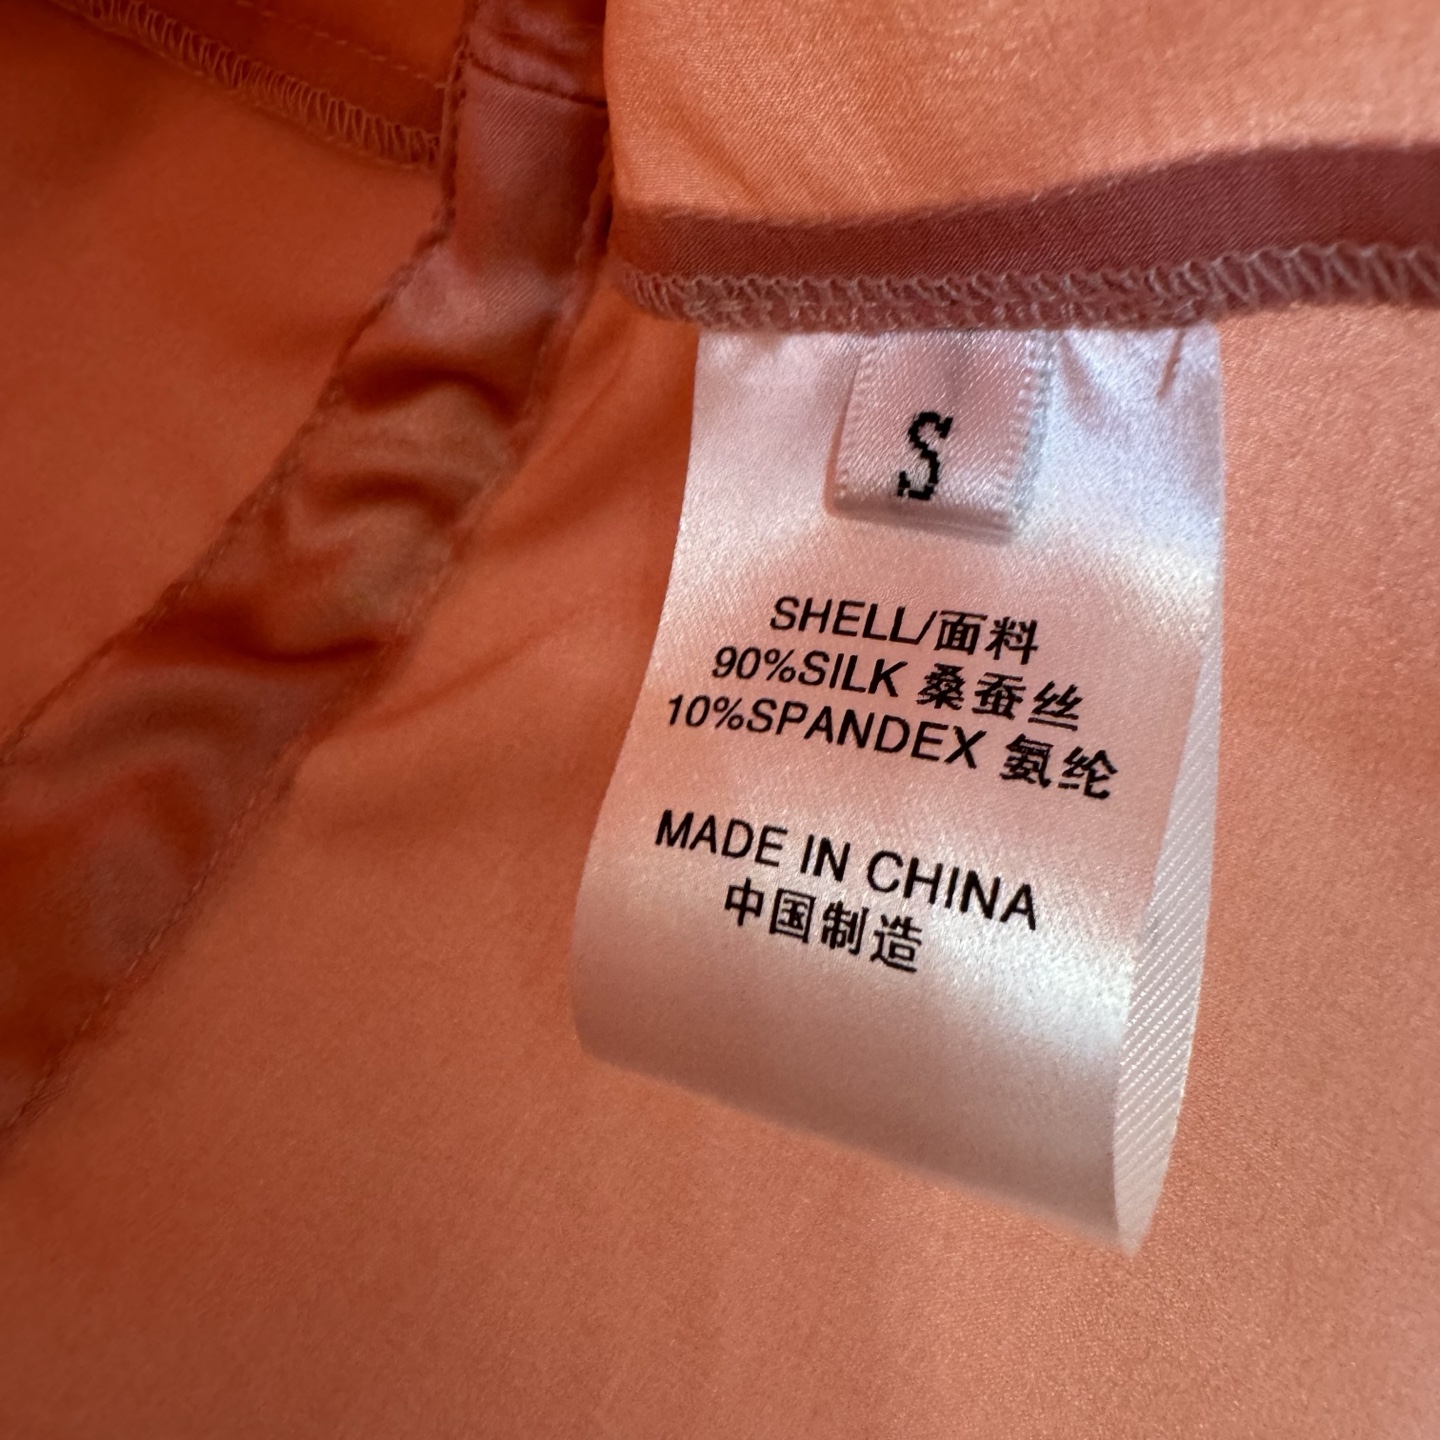 S
SHELL/面料
90%SILK 桑蚕丝
10%SPANDEX 氨纶
MADE IN CHINA
中国制造